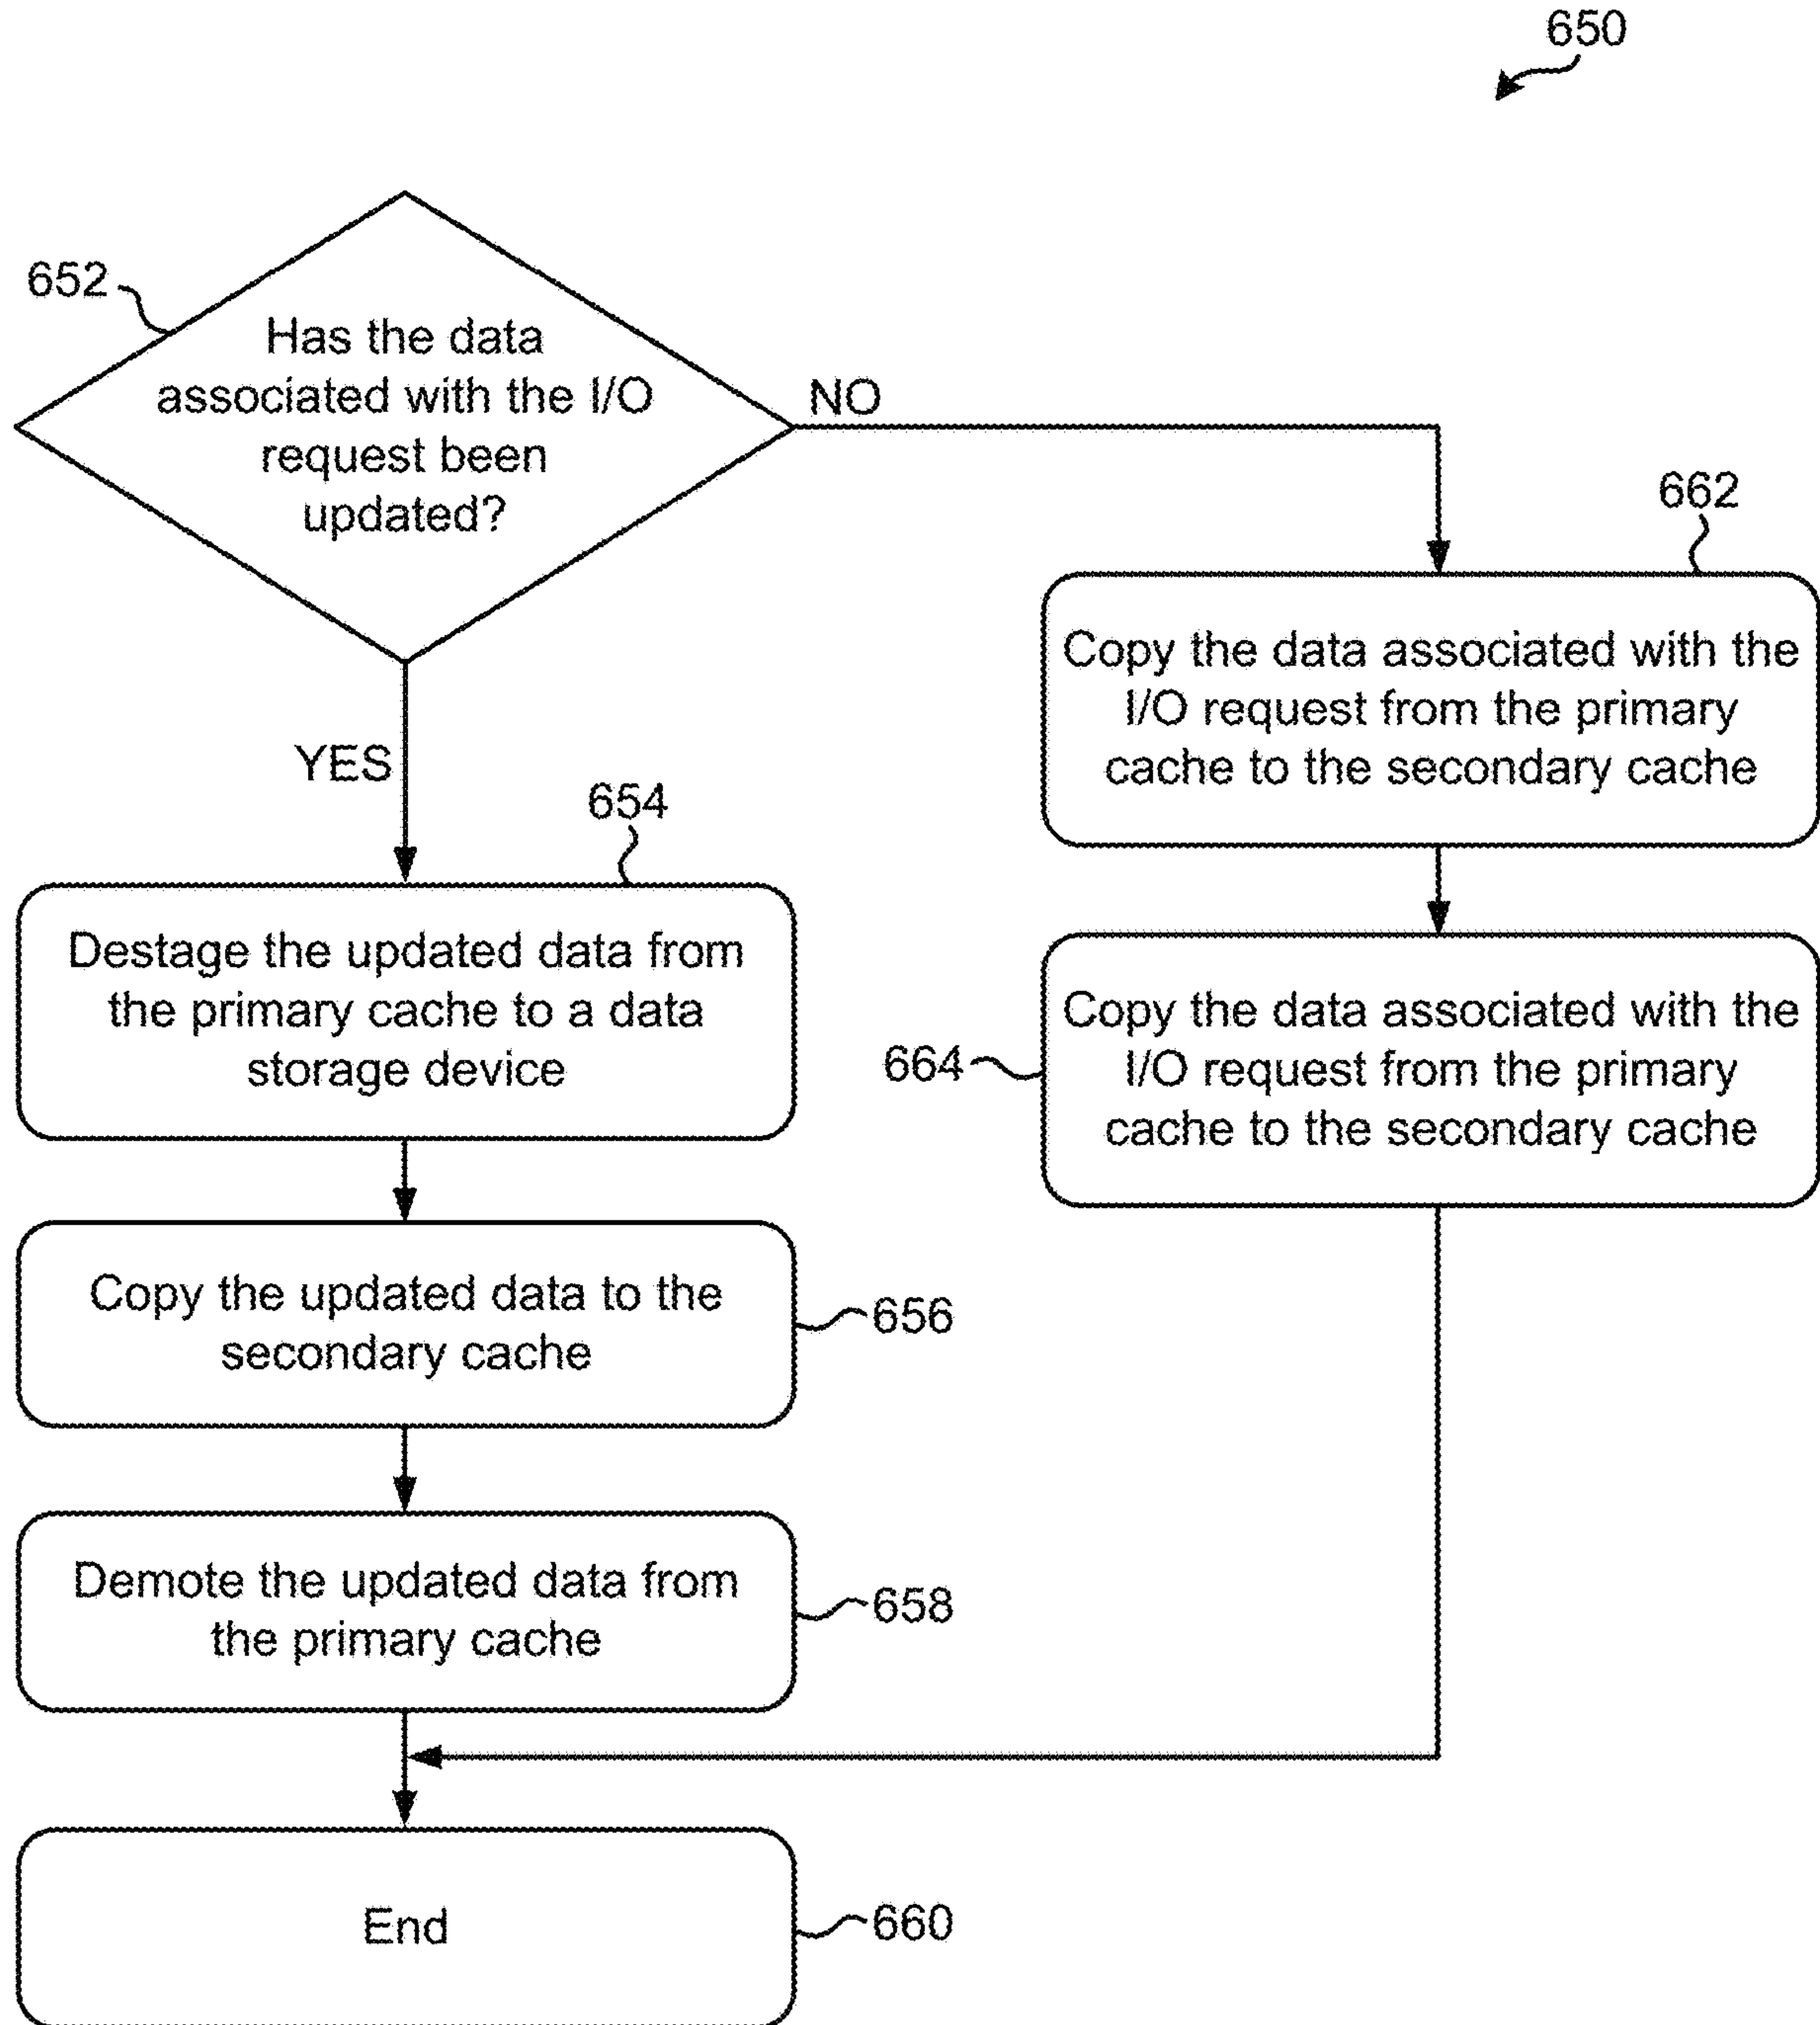 650
652
Has the data
associated with the I/O
request been
updated?
NO
YES
662
Copy the data associated with the
I/O request from the primary
cache to the secondary cache
654
Destage the updated data from
the primary cache to a data
storage device
664
Copy the data associated with the
I/O request from the primary
cache to the secondary cache
Copy the updated data to the
secondary cache
656
Demote the updated data from
the primary cache
658
End
660